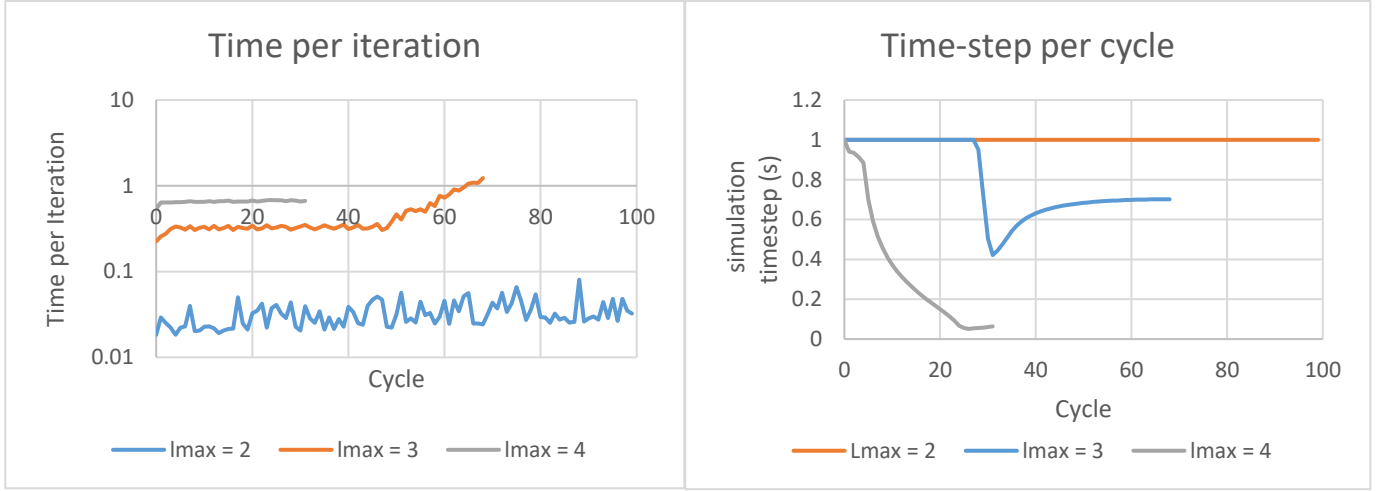 Time per iteration
10
1
0.1
0.01
0 20 40 60 80 100
Time per Iteration
Cycle
lmax = 2 lmax = 3 lmax = 4
Time-step per cycle
1.2
1
0.8
0.6
0.4
0.2
0
0 20 40 60 80 100
simulation
timestep (s)
Cycle
Lmax = 2 lmax = 3 lmax = 4